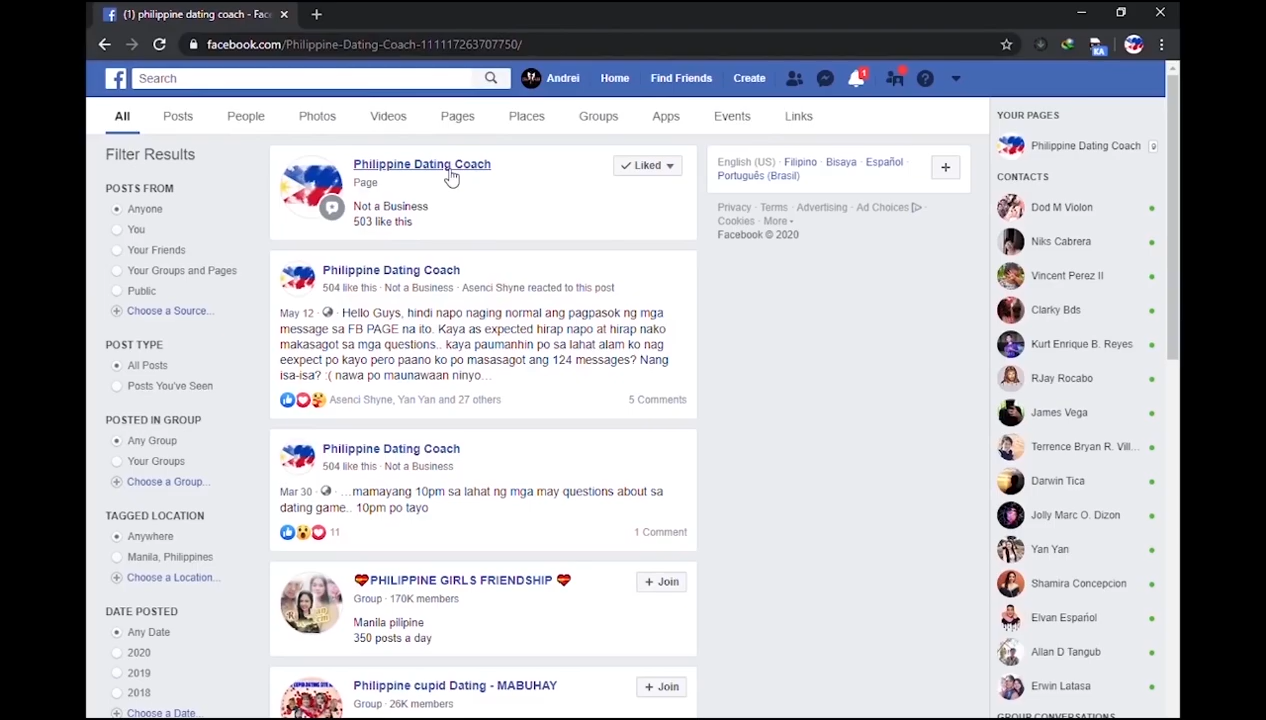 (1) philippine dating coach - Fac
facebook.com/Philippine-Dating-Coach-111117263707750/
KA
Search
Andrei
Home
Find Friends
Create
1
All
Posts
People
Photos
Videos
Pages
Places
Groups
Apps
Events
Links
Filter Results
POSTS FROM
Anyone
You
Your Friends
Your Groups and Pages
Public
Choose a Source...
POST TYPE
All Posts
Posts You've Seen
POSTED IN GROUP
Any Group
Your Groups
Choose a Group...
TAGGED LOCATION
Anywhere
Manila, Philippines
Choose a Location...
DATE POSTED
Any Date
2020
2019
2018
Choose a Date...
Philippine Dating Coach
Page
Not a Business
503 like this
Liked
Philippine Dating Coach
504 like this · Not a Business · Asenci Shyne reacted to this post
May 12 · Hello Guys, hindi napo naging normal ang pagpasok ng mga
message sa FB PAGE na ito. Kaya as expected hirap napo at hirap nako
makasagot sa mga questions.. kaya paumanhin po sa lahat alam ko nag
eexpect po kayo pero paano ko po masasagot ang 124 messages? Nang
isa-isa? :( nawa po maunawaan ninyo…
Asenci Shyne, Yan Yan and 27 others
5 Comments
Philippine Dating Coach
504 like this · Not a Business
Mar 30 · …mamayang 10pm sa lahat ng mga may questions about sa
dating game.. 10pm po tayo
11
1 Comment
PHILIPPINE GIRLS FRIENDSHIP
Group · 170K members
Manila pilipine
350 posts a day
+ Join
Philippine cupid Dating - MABUHAY
Group · 26K members
+ Join
English (US) · Filipino · Bisaya · Español ·
Português (Brasil)
Privacy · Terms · Advertising · Ad Choices ·
Cookies · More
Facebook © 2020
YOUR PAGES
Philippine Dating Coach
CONTACTS
Dod M Violon
Niks Cabrera
Vincent Perez II
Clarky Bds
Kurt Enrique B. Reyes
RJay Rocabo
James Vega
Terrence Bryan R. Vill...
Darwin Tica
Jolly Marc O. Dizon
Yan Yan
Shamira Concepcion
Elvan Español
Allan D Tangub
Erwin Latasa
GROUP CONVERSATIONS